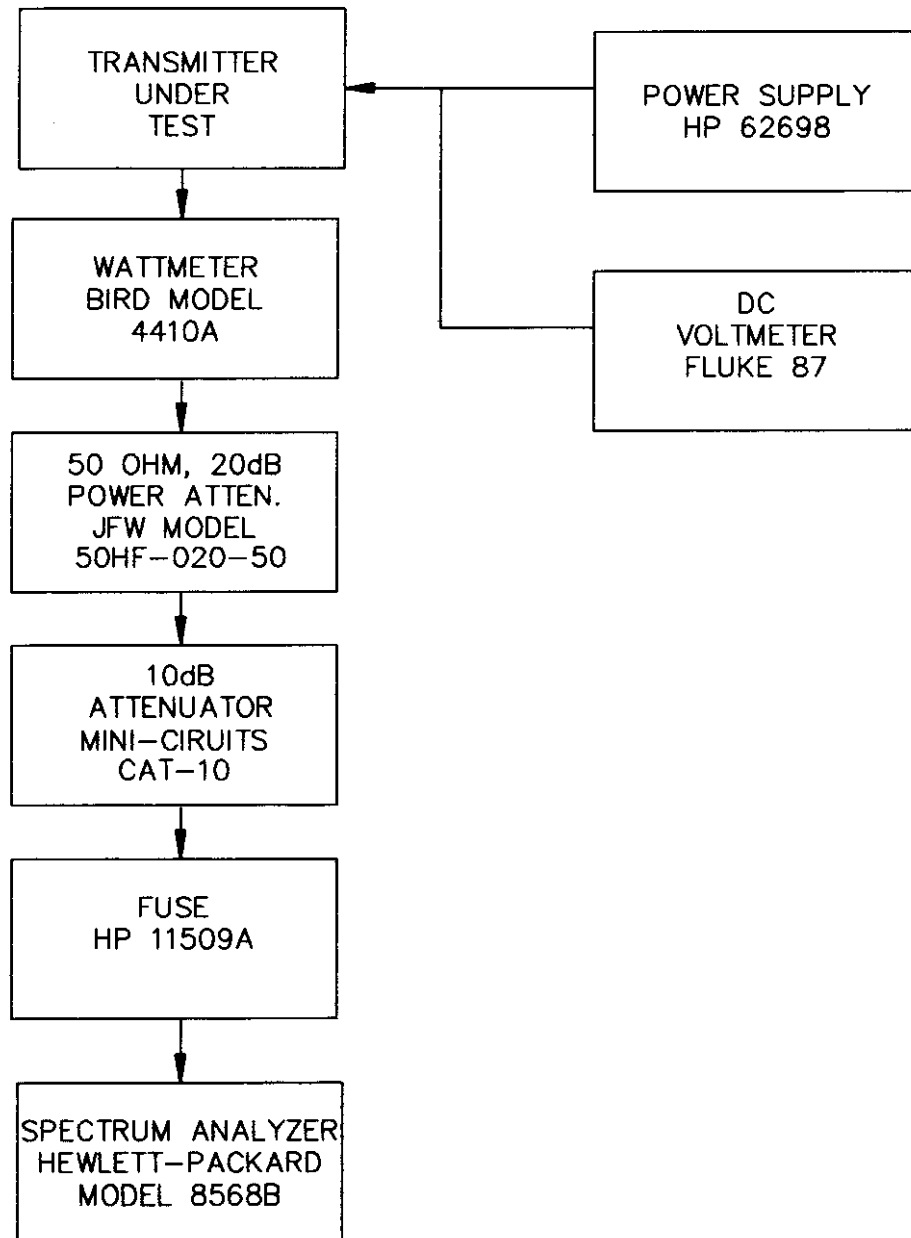 TRANSMITTER
UNDER
TEST
POWER SUPPLY
HP 62698
WATTMETER
BIRD MODEL
4410A
DC
VOLTMETER
FLUKE 87
50 OHM, 20dB
POWER ATTEN.
JFW MODEL
50HF-020-50
10dB
ATTENUATOR
MINI-CIRUITS
CAT-10
FUSE
HP 11509A
SPECTRUM ANALYZER
HEWLETT-PACKARD
MODEL 8568B